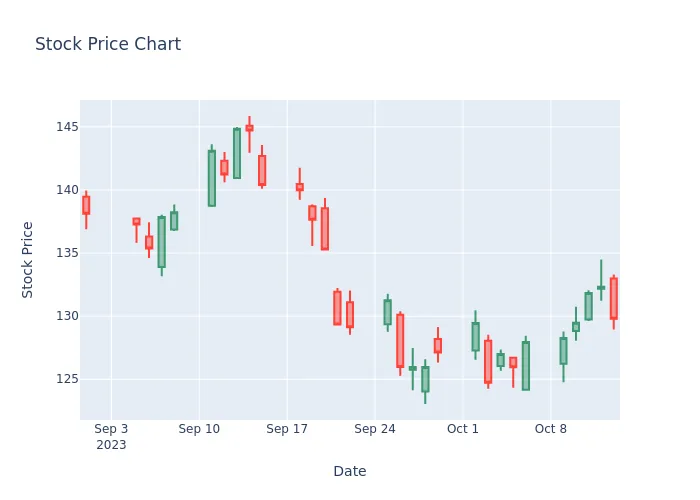 Stock Price Chart
145
140
135
130
125
Stock Price
Sep 3
2023
Sep 10
Sep 17
Sep 24
Oct 1
Oct 8
Date